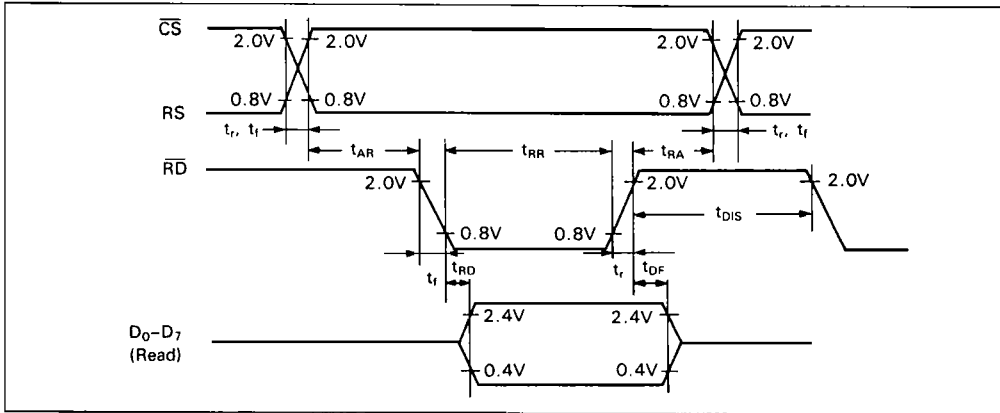 CS
2.0V 2.0V 2.0V 2.0V
RS
0.8V 0.8V 0.8V 0.8V
tr, tf tr, tf
tAR tRR tRA
RD
2.0V 2.0V 2.0V
tDIS
0.8V 0.8V
tf tRD tr tDF
D0–D7
(Read)
2.4V 2.4V
0.4V 0.4V